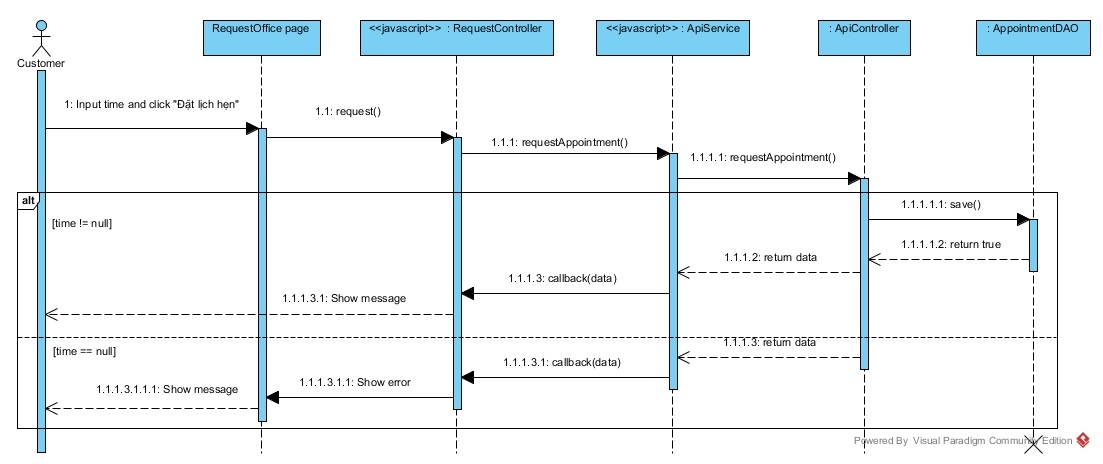 RequestOffice page
<<javascript>> : RequestController
<<javascript>> : ApiService
: ApiController
: AppointmentDAO
Customer
1: Input time and click "Đặt lịch hẹn"
1.1: request()
1.1.1: requestAppointment()
1.1.1.1: requestAppointment()
alt
[time != null]
1.1.1.1.1: save()
1.1.1.1.2: return true
1.1.1.2: return data
1.1.1.3: callback(data)
1.1.1.3.1: Show message
[time == null]
1.1.1.3: return data
1.1.1.3.1: callback(data)
1.1.1.3.1.1: Show error
1.1.1.3.1.1.1: Show message
Powered By Visual Paradigm Community Edition